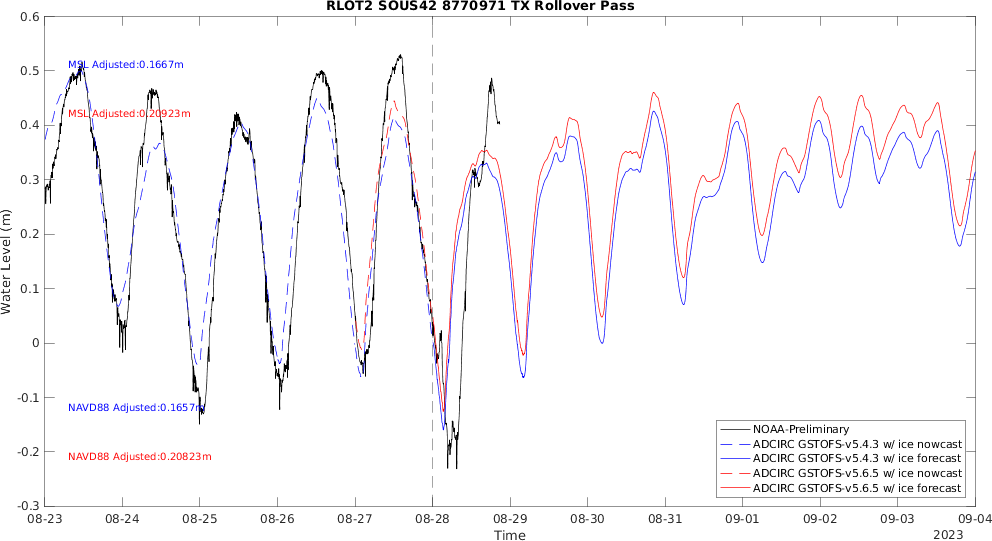 RLOT2 SOUS42 8770971 TX Rollover Pass
0.6
0.5
0.4
0.3
0.2
0.1
0
-0.1
-0.2
-0.3
Water Level (m)
MSL Adjusted:0.1667m
MSL Adjusted:0.20923m
NAVD88 Adjusted:0.1657m
NAVD88 Adjusted:0.20823m
NOAA-Preliminary
ADCIRC GSTOFS-v5.4.3 w/ ice nowcast
ADCIRC GSTOFS-v5.4.3 w/ ice forecast
ADCIRC GSTOFS-v5.6.5 w/ ice nowcast
ADCIRC GSTOFS-v5.6.5 w/ ice forecast
08-23 08-24 08-25 08-26 08-27 08-28 08-29 08-30 08-31 09-01 09-02 09-03 09-04
Time
2023